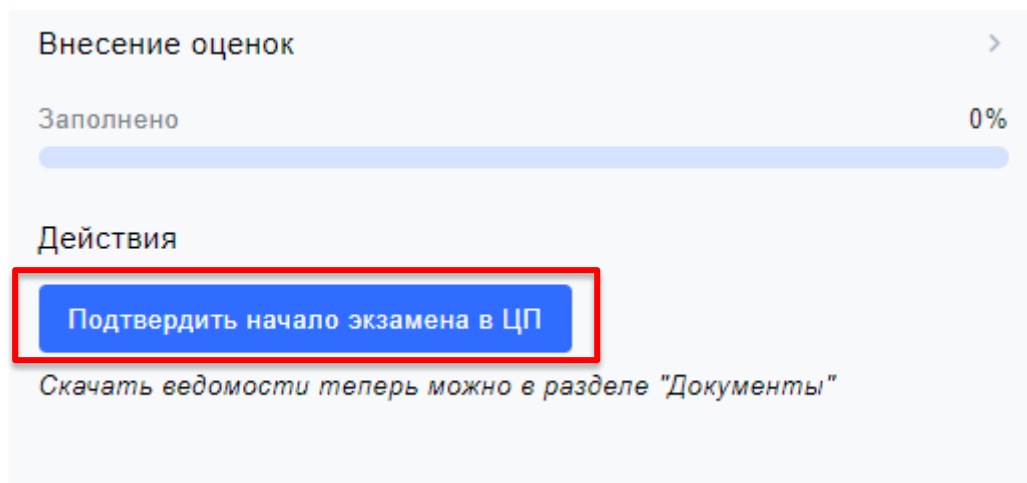 Внесение оценок
Заполнено 0%
Действия
Подтвердить начало экзамена в ЦП
Скачать ведомости теперь можно в разделе "Документы"